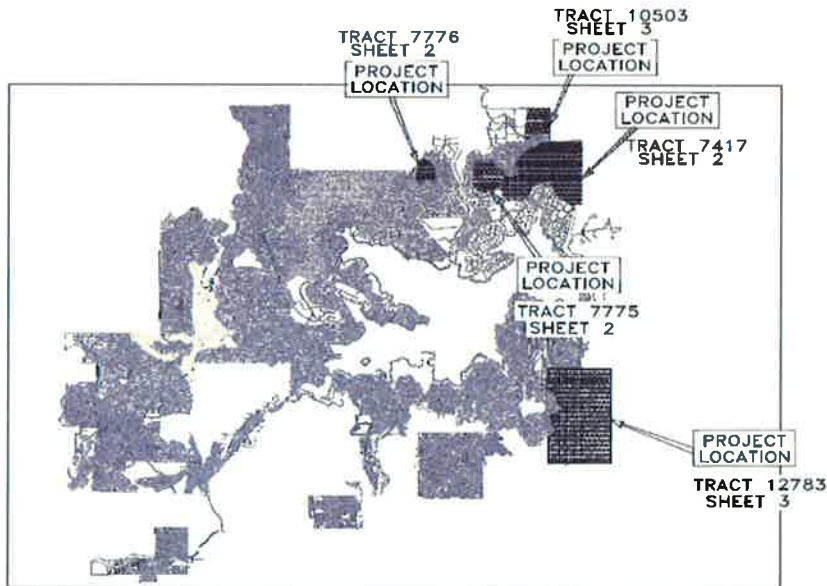 TRACT 10503
SHEET 3
PROJECT
LOCATION
TRACT 7776
SHEET 2
PROJECT
LOCATION
PROJECT
LOCATION
TRACT 7417
SHEET 2
PROJECT
LOCATION
TRACT 7775
SHEET 2
PROJECT
LOCATION
TRACT 12783
SHEET 3